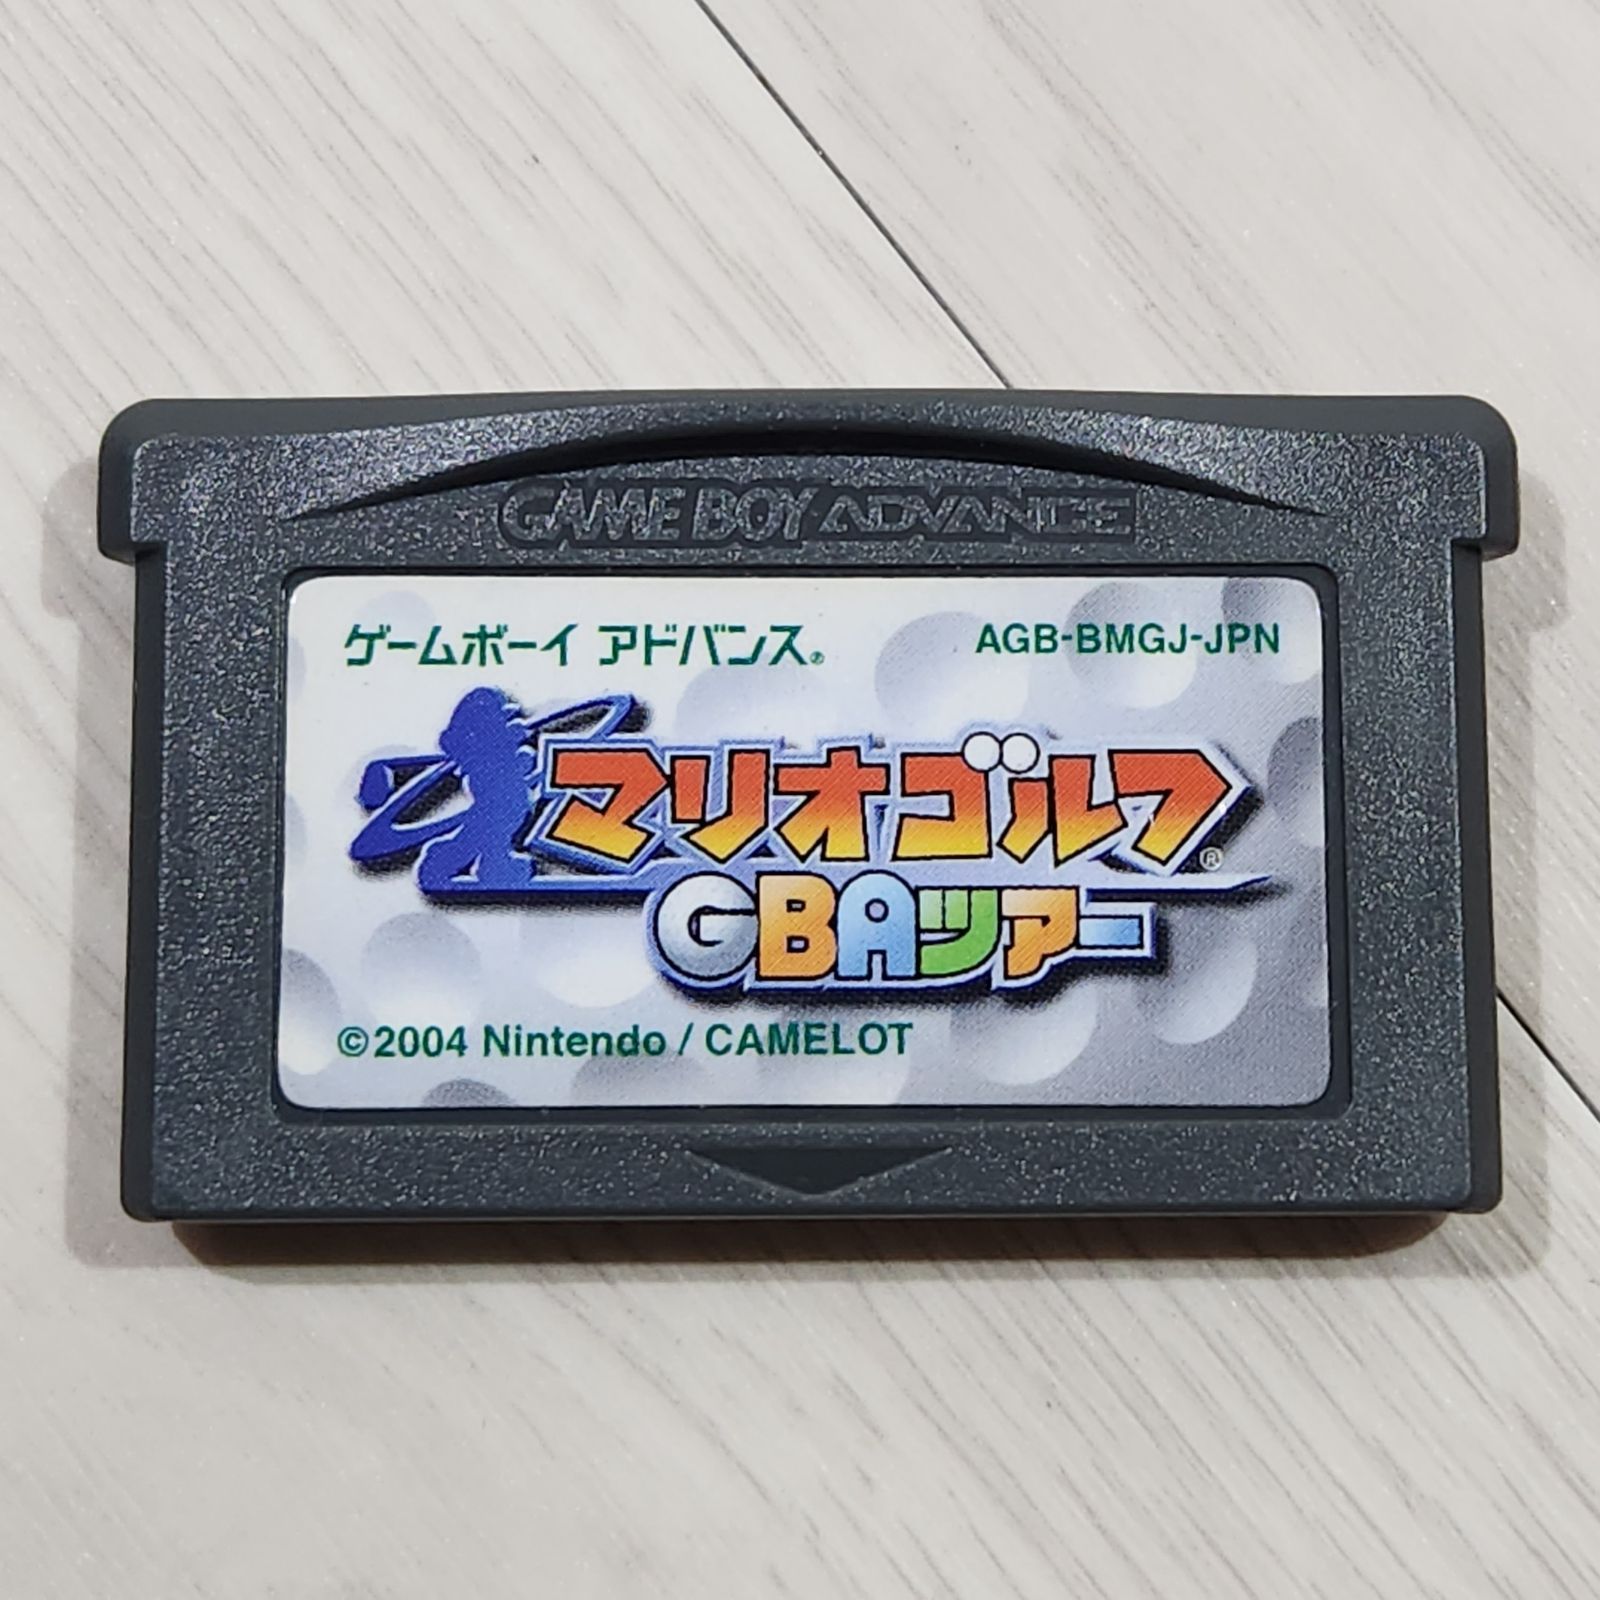 GAME BOY ADVANCE
ゲームボーイ アドバンス®
AGB-BMGJ-JPN
マリオゴルフ®
GBAツアー
©2004 Nintendo / CAMELOT